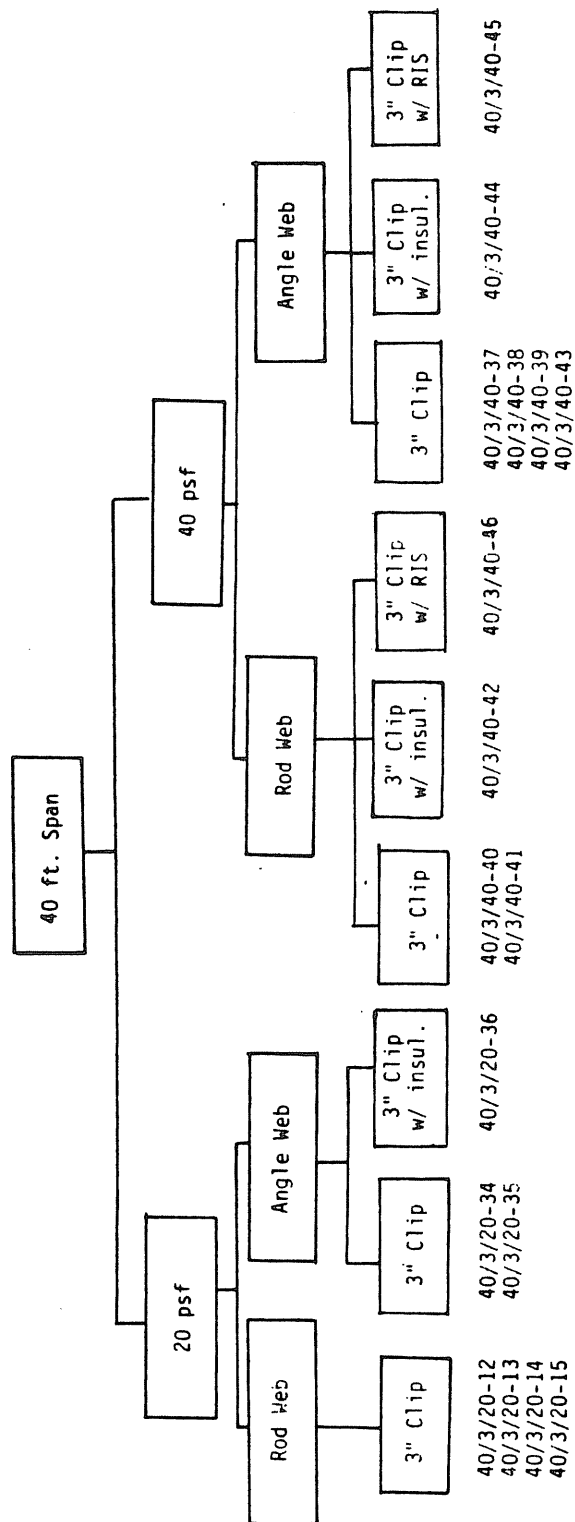 40 ft. Span
20 psf
40 psf
Rod Web
Angle Web
Rod Web
Angle Web
3" Clip
3" Clip
3" Clip
w/ insul.
3" Clip
3" Clip
w/ insul.
3" Clip
w/ RIS
3" Clip
3" Clip
w/ insul.
3" Clip
w/ RIS
40/3/20-12
40/3/20-13
40/3/20-14
40/3/20-15
40/3/20-34
40/3/20-35
40/3/20-36
40/3/40-40
40/3/40-41
40/3/40-42
40/3/40-46
40/3/40-37
40/3/40-38
40/3/40-39
40/3/40-43
40/3/40-44
40/3/40-45